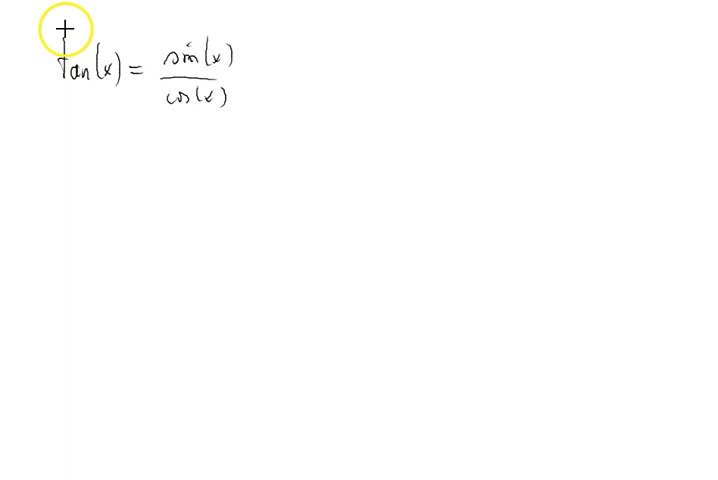 tan(x) = sin(x)
cos(x)